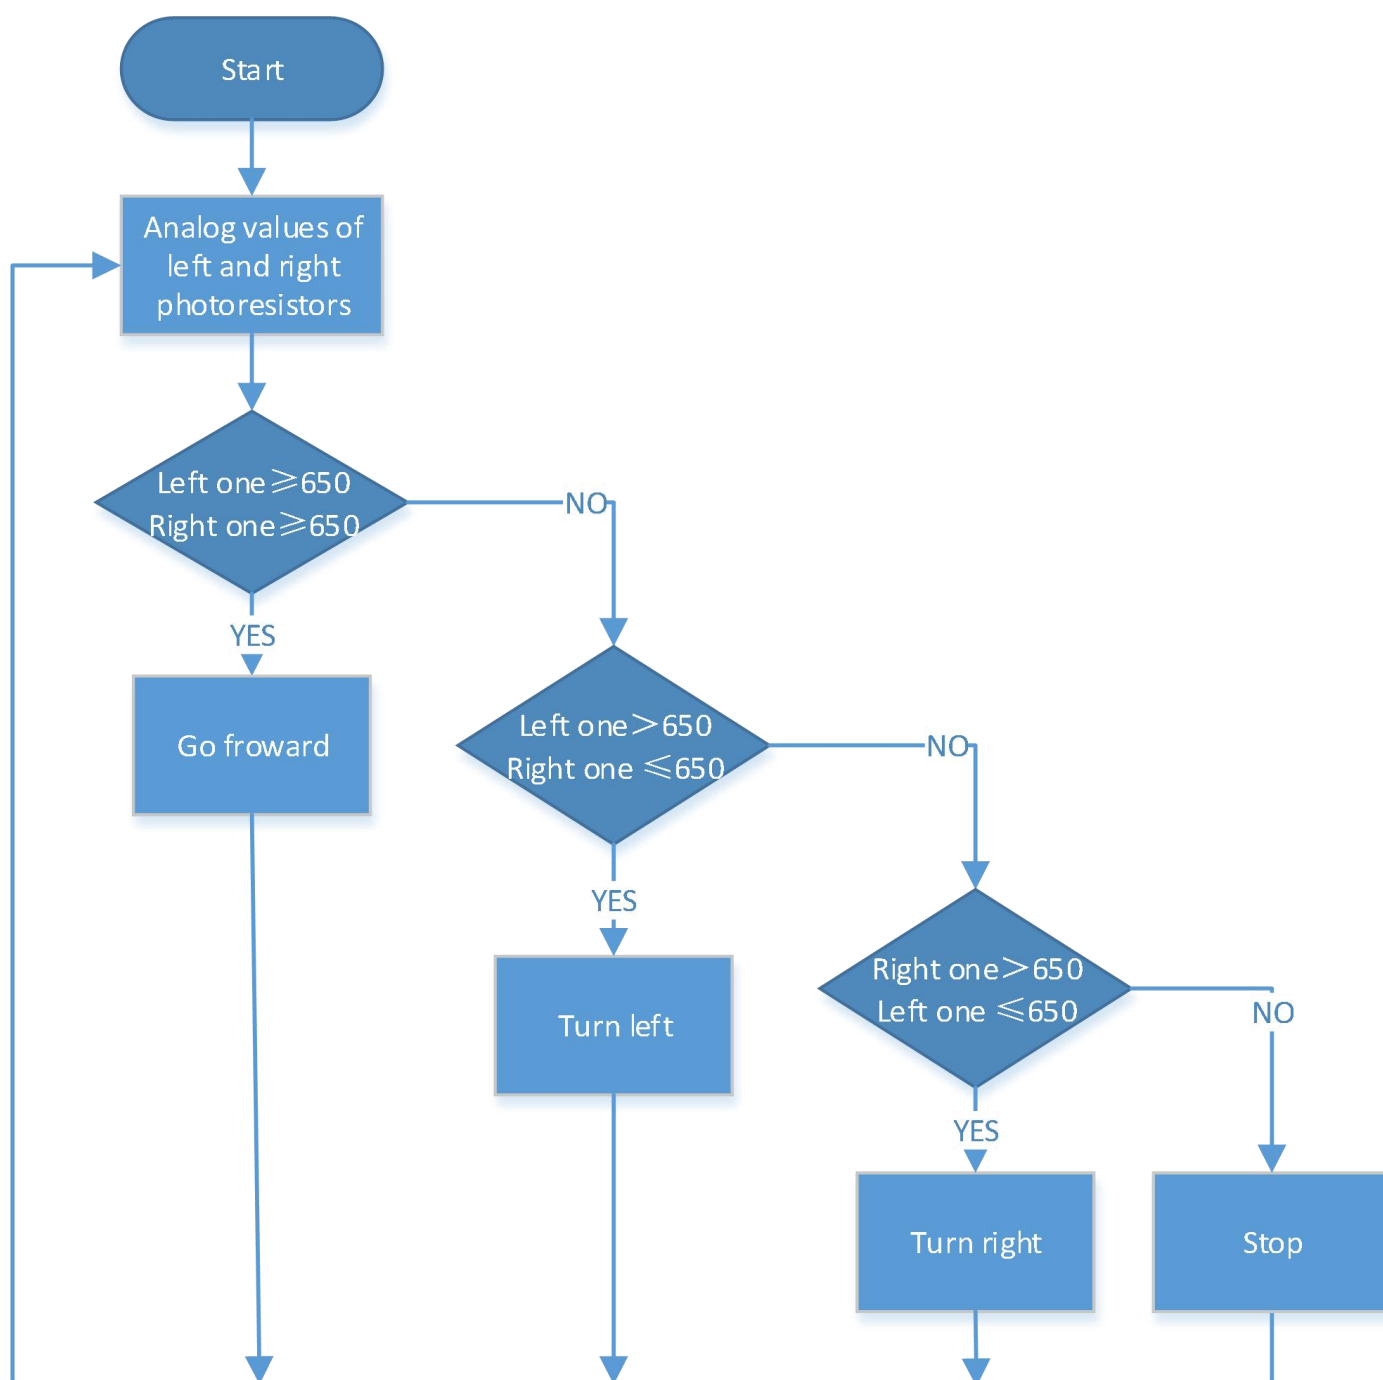 Start
Analog values of
left and right
photoresistors
Left one≥650
Right one≥650
NO
YES
Go froward
Left one>650
Right one ≤650
NO
YES
Turn left
Right one>650
Left one ≤650
NO
YES
Turn right
Stop